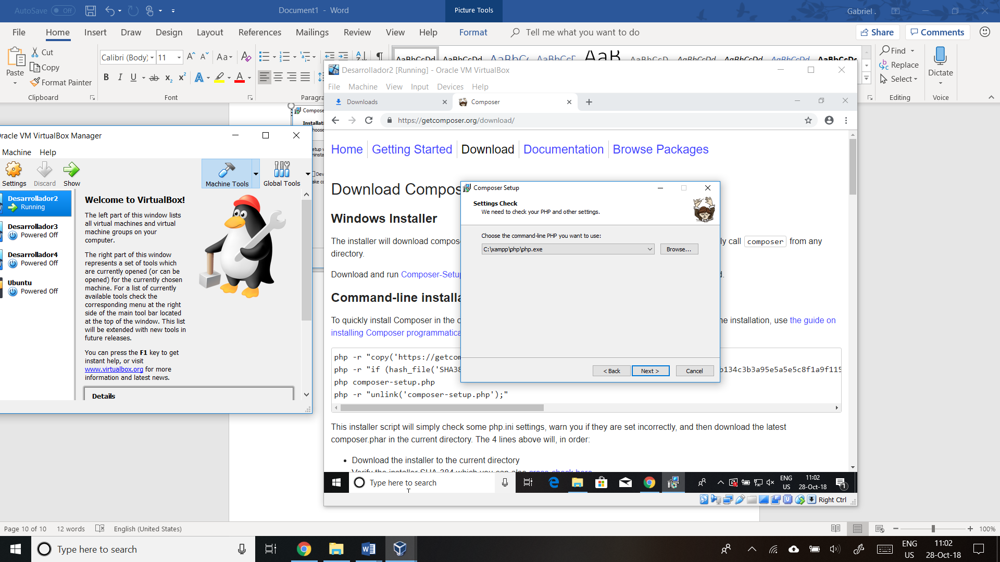 AutoSave Off
Document1 - Word
Picture Tools
Gabriel .
File Home Insert Draw Design Layout References Mailings Review View Help Format Tell me what you want to do Share Comments
Paste
Cut
Copy
Format Painter
Clipboard
Calibri (Body) 11
Font
AaBbCcDd AaBbCcDd
Find
Replace
Select
Editing
Dictate
Voice
Desarrollador2 [Running] - Oracle VM VirtualBox
File Machine View Input Devices Help
Downloads
Composer
https://getcomposer.org/download/
Home Getting Started Download Documentation Browse Packages
Windows Installer
directory.
Download and run
ly call composer from any
To quickly install Composer in the
he installation, use the guide on
php -r "copy('https://getcom
php -r "if (hash_file('SHA38
b134c3b3a95e5a5e5c8f1a9f115
php composer-setup.php
php -r "unlink('composer-setup.php');"
This installer script will simply check some php.ini settings, warn you if they are set incorrectly, and then download the latest
composer.phar in the current directory. The 4 lines above will, in order:
Download the installer to the current directory
Composer Setup
Settings Check
We need to check your PHP and other settings.
Choose the command-line PHP you want to use:
C:\xampp\php\php.exe
Browse...
< Back
Next >
Cancel
Type here to search
ENG
US
11:02
28-Oct-18
1
Right Ctrl
racle VM VirtualBox Manager
Machine Help
Settings
Discard
Show
Machine Tools
Global Tools
Desarrollador2
Running
Desarrollador3
Powered Off
Desarrollador4
Powered Off
Ubuntu
Powered Off
Welcome to VirtualBox!
The left part of this window lists
all virtual machines and virtual
machine groups on your
computer.
The right part of this window
represents a set of tools which
are currently opened (or can be
opened) for the currently chosen
machine. For a list of currently
available tools check the
corresponding menu at the right
side of the main tool bar located
at the top of the window. This list
will be extended with new tools in
future releases.
You can press the F1 key to get
instant help, or visit
www.virtualbox.org for more
information and latest news.
Details
Page 10 of 10
12 words
English (United States)
100%
Type here to search
ENG
US
11:02
28-Oct-18